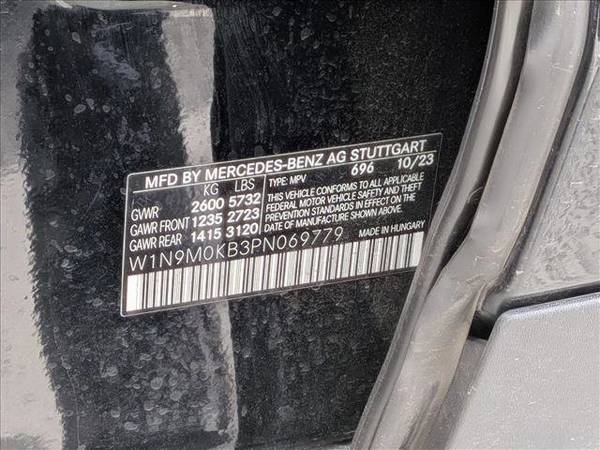 MFD BY MERCEDES-BENZ AG STUTTGART
KG LBS TYPE: MPV 696 10/23
GVWR 2600 5732
GAWR FRONT 1235 2723
GAWR REAR 1415 3120
THIS VEHICLE CONFORMS TO ALL APPLICABLE
FEDERAL MOTOR VEHICLE SAFETY AND THEFT
PREVENTION STANDARDS IN EFFECT ON THE
DATE OF MANUFACTURE SHOWN ABOVE.
W1N9M0KB3PN069779 MADE IN HUNGARY